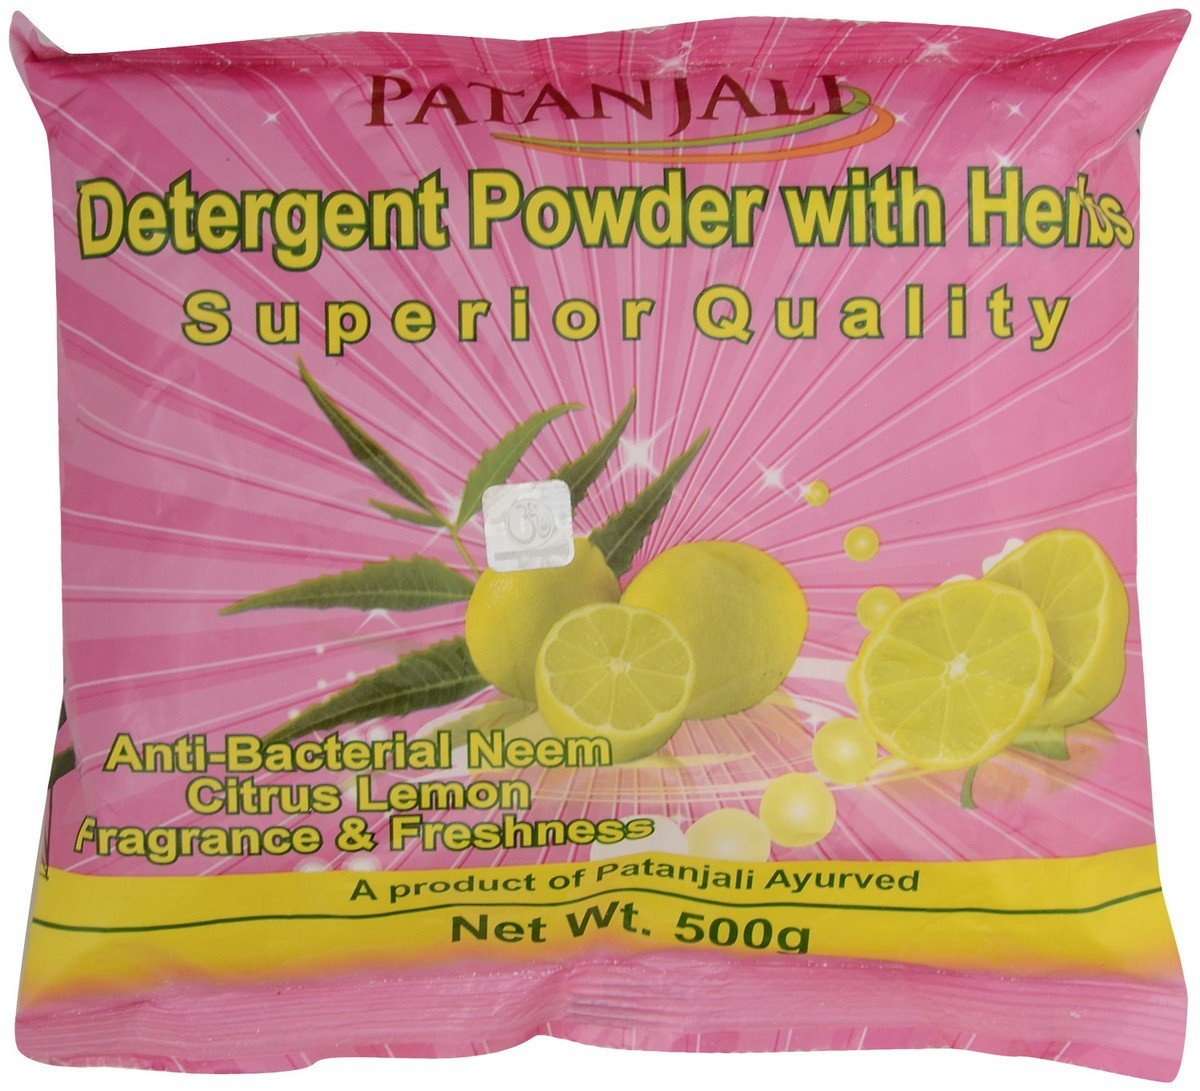 PATANJALI
Detergent Powder with Herbs
Superior Quality
Anti-Bacterial Neem
Citrus Lemon
Fragrance & Freshness
A product of Patanjali Ayurved
Net Wt. 500g